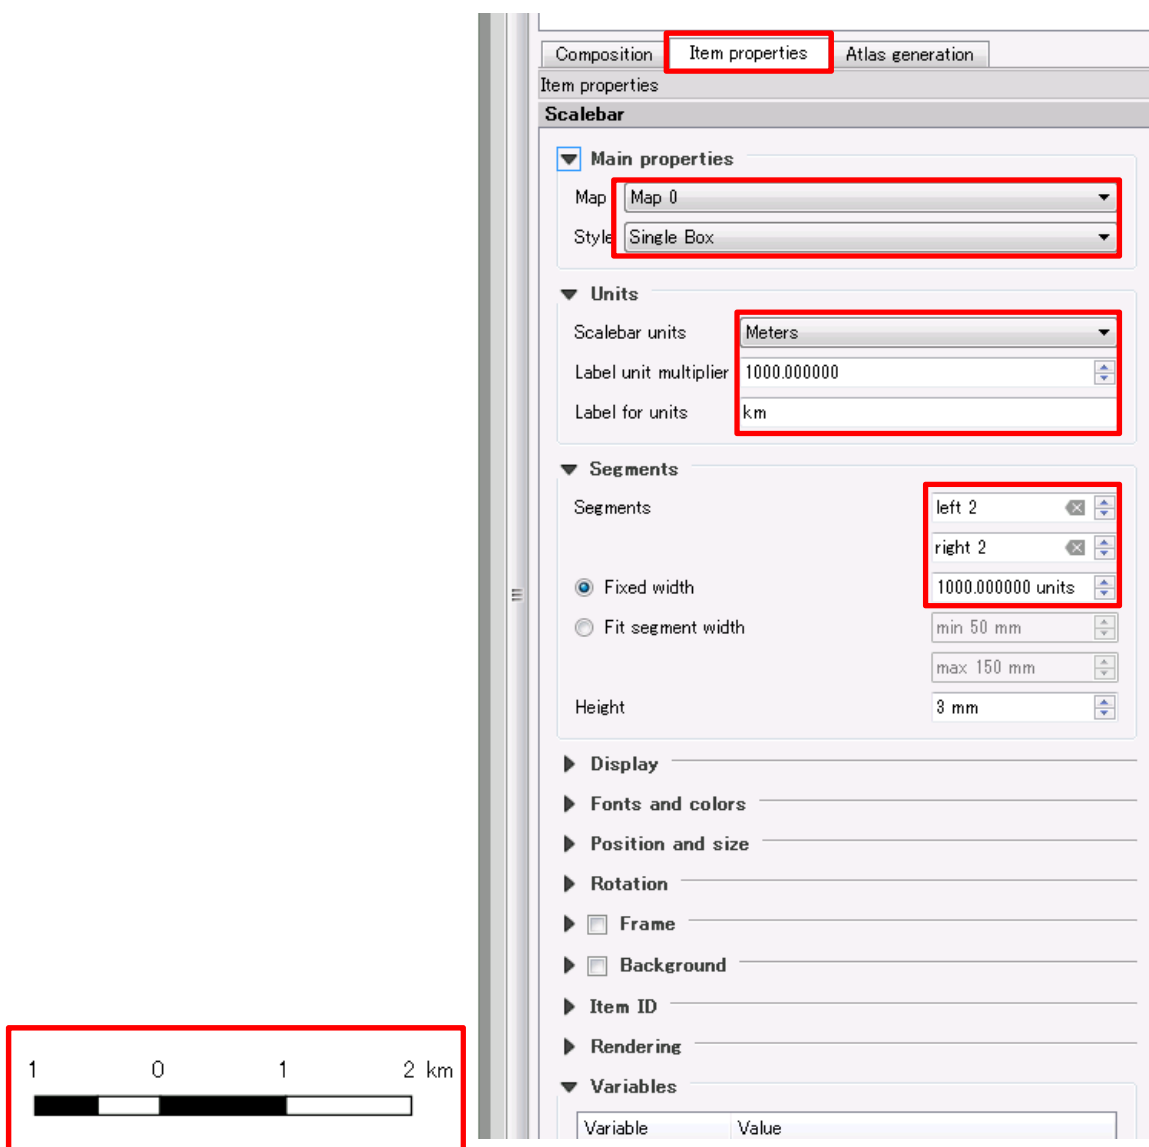 Composition Item properties Atlas generation
Item properties
Scalebar
Main properties
Map Map 0
Style Single Box
Units
Scalebar units Meters
Label unit multiplier 1000.000000
Label for units km
Segments
Segments left 2
right 2
Fixed width 1000.000000 units
Fit segment width min 50 mm
max 150 mm
Height 3 mm
Display
Fonts and colors
Position and size
Rotation
Frame
Background
Item ID
Rendering
Variables
Variable Value
1 0 1 2 km